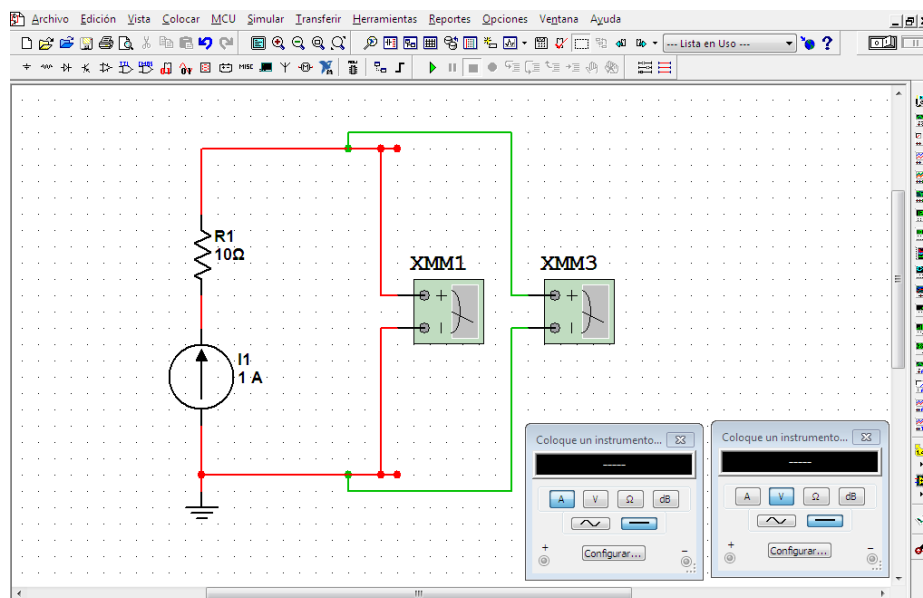 Archivo Edición Vista Colocar MCU Simular Transferir Herramientas Reportes Opciones Ventana Ayuda
--- Lista en Uso ---
?
MISC
R1
10Ω
XMM1
XMM3
I1
1 A
Coloque un instrumento...
-----
A V Ω dB
+ Configurar... -
Coloque un instrumento...
-----
A V Ω dB
+ Configurar... -